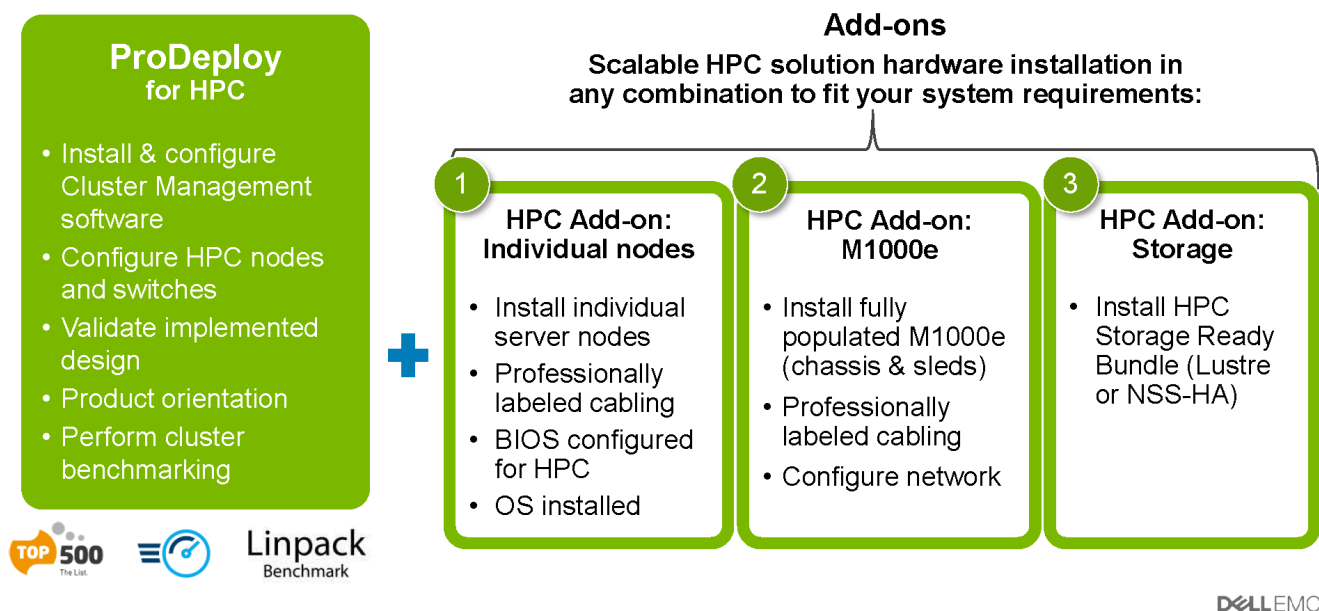 ProDeploy
for HPC
• Install & configure
Cluster Management
software
• Configure HPC nodes
and switches
• Validate implemented
design
• Product orientation
• Perform cluster
benchmarking
TOP 500
The List.
Linpack
Benchmark
Add-ons
Scalable HPC solution hardware installation in
any combination to fit your system requirements:
1
HPC Add-on:
Individual nodes
• Install individual
server nodes
• Professionally
labeled cabling
• BIOS configured
for HPC
• OS installed
2
HPC Add-on:
M1000e
• Install fully
populated M1000e
(chassis & sleds)
• Professionally
labeled cabling
• Configure network
3
HPC Add-on:
Storage
• Install HPC
Storage Ready
Bundle (Lustre
or NSS-HA)
DELLEMC